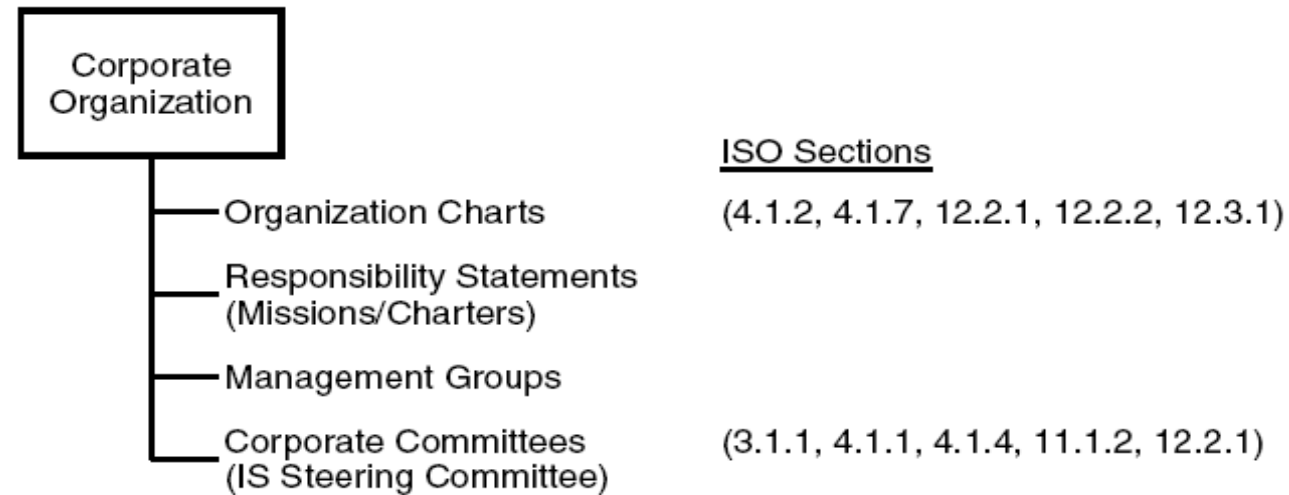 Corporate
Organization
ISO Sections
Organization Charts (4.1.2, 4.1.7, 12.2.1, 12.2.2, 12.3.1)
Responsibility Statements
(Missions/Charters)
Management Groups
Corporate Committees (3.1.1, 4.1.1, 4.1.4, 11.1.2, 12.2.1)
(IS Steering Committee)